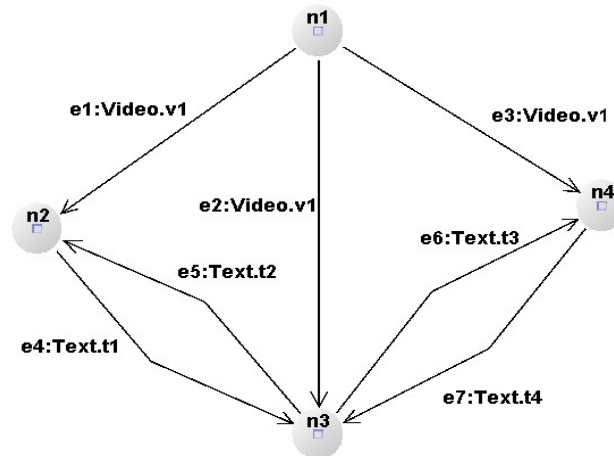 n1
e1:Video.v1
e3:Video.v1
n4
n2
e2:Video.v1
e6:Text.t3
e5:Text.t2
e4:Text.t1
e7:Text.t4
n3